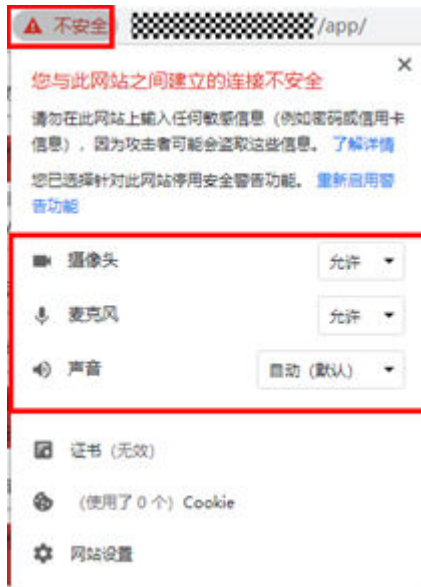 不安全 /app/
您与此网站之间建立的连接不安全
请勿在此网站上输入任何敏感信息（例如密码或信用卡
信息），因为攻击者可能会盗取这些信息。 了解详情
您已选择针对此网站停用安全警告功能。 重新启用警
告功能
摄像头 允许
麦克风 允许
声音 自动（默认）
证书（无效）
（使用了 0 个）Cookie
网站设置